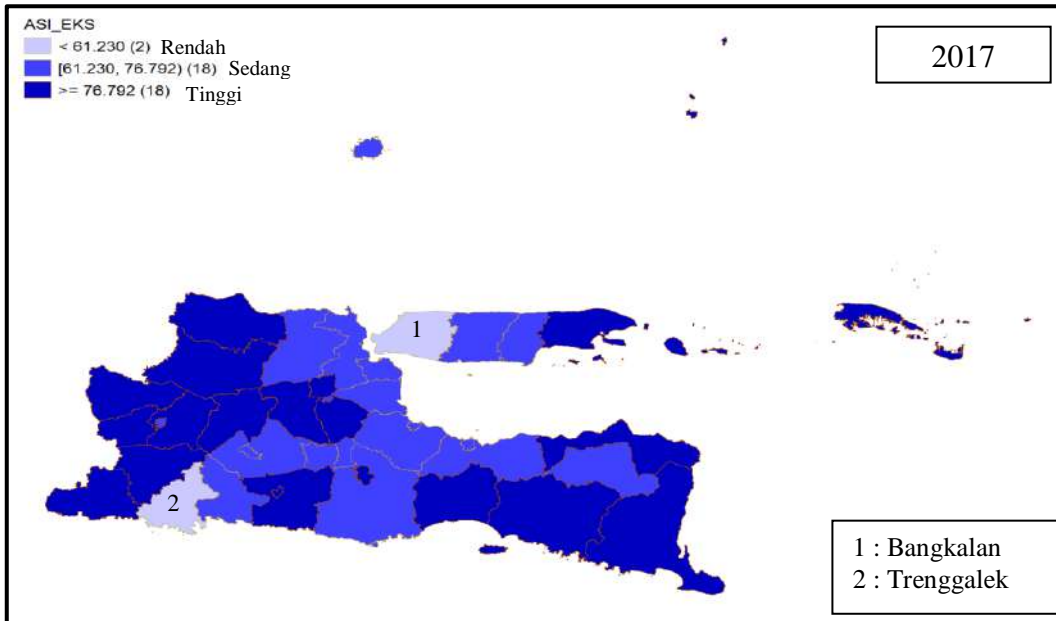 ASI_EKS
< 61.230 (2) Rendah
[61.230, 76.792) (18) Sedang
>= 76.792 (18) Tinggi
2017
1
2
1 : Bangkalan
2 : Trenggalek